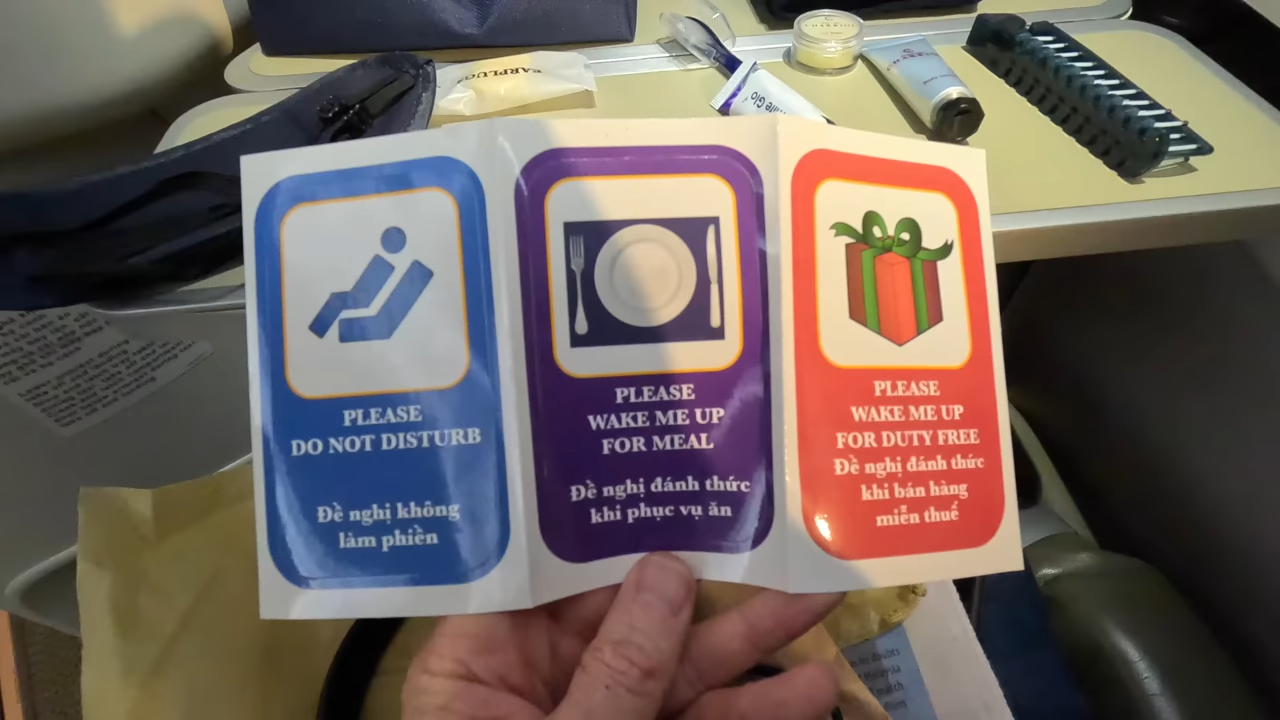 EARPLUGS
PLEASE
DO NOT DISTURB
Đề nghị không
làm phiền
PLEASE
WAKE ME UP
FOR MEAL
Đề nghị đánh thức
khi phục vụ ăn
PLEASE
WAKE ME UP
FOR DUTY FREE
Đề nghị đánh thức
khi bán hàng
miễn thuế
doubts